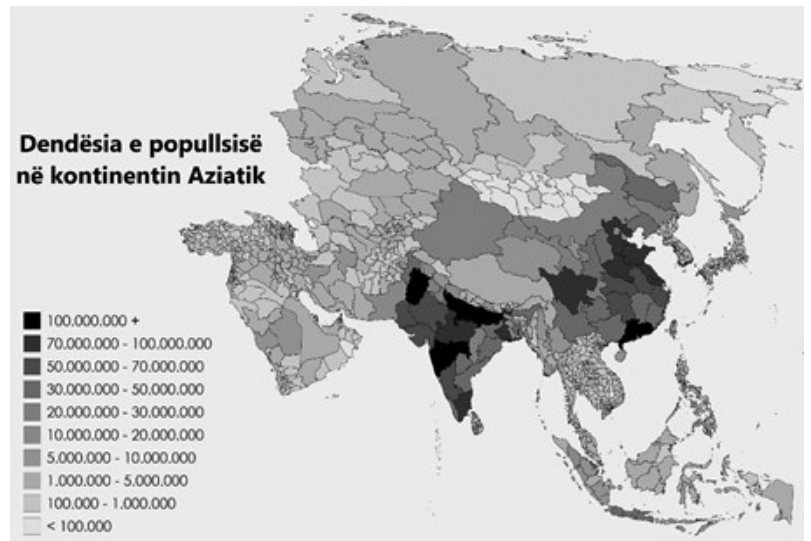 Dendësia e popullsisë
në kontinentin Aziatik
100.000.000 +
70.000.000 - 100.000.000
50.000.000 - 70.000.000
30.000.000 - 50.000.000
20.000.000 - 30.000.000
10.000.000 - 20.000.000
5.000.000 - 10.000.000
1.000.000 - 5.000.000
100.000 - 1.000.000
< 100.000